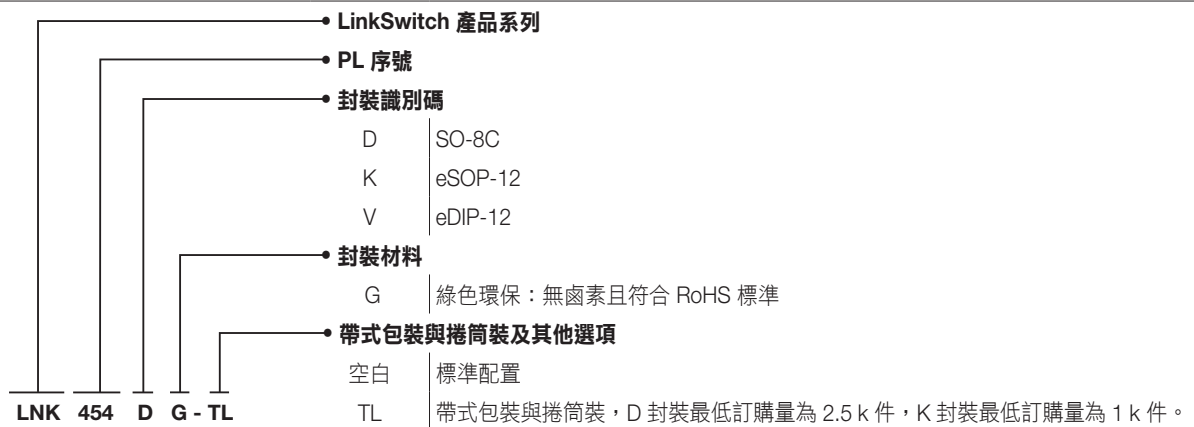 LinkSwitch 產品系列
PL 序號
封裝識別碼
D SO-8C
K eSOP-12
V eDIP-12
封裝材料
G 綠色環保：無鹵素且符合 RoHS 標準
帶式包裝與捲筒裝及其他選項
空白 標準配置
TL 帶式包裝與捲筒裝，D 封裝最低訂購量為 2.5 k 件，K 封裝最低訂購量為 1 k 件。
LNK 454 D G - TL